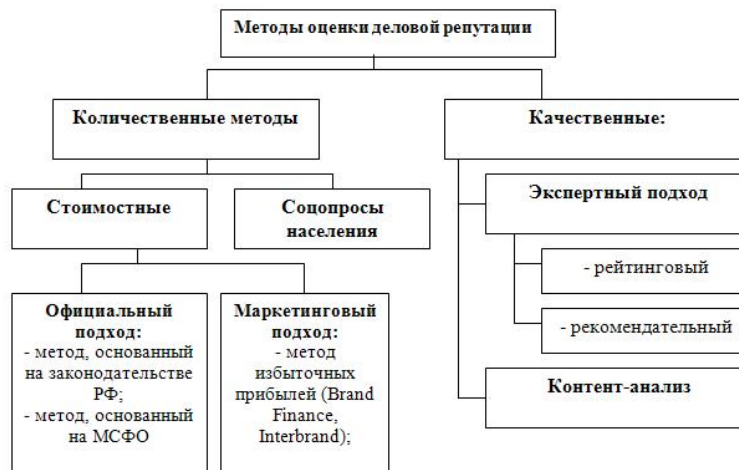 Методы оценки деловой репутации
Количественные методы
Качественные:
Стоимостные
Соцопросы
населения
Экспертный подход
- рейтинговый
- рекомендательный
Официальный
подход:
- метод, основанный
на законодательстве
РФ;
- метод, основанный
на МСФО
Маркетинговый
подход:
- метод
избыточных
прибылей (Brand
Finance,
Interbrand);
Контент-анализ